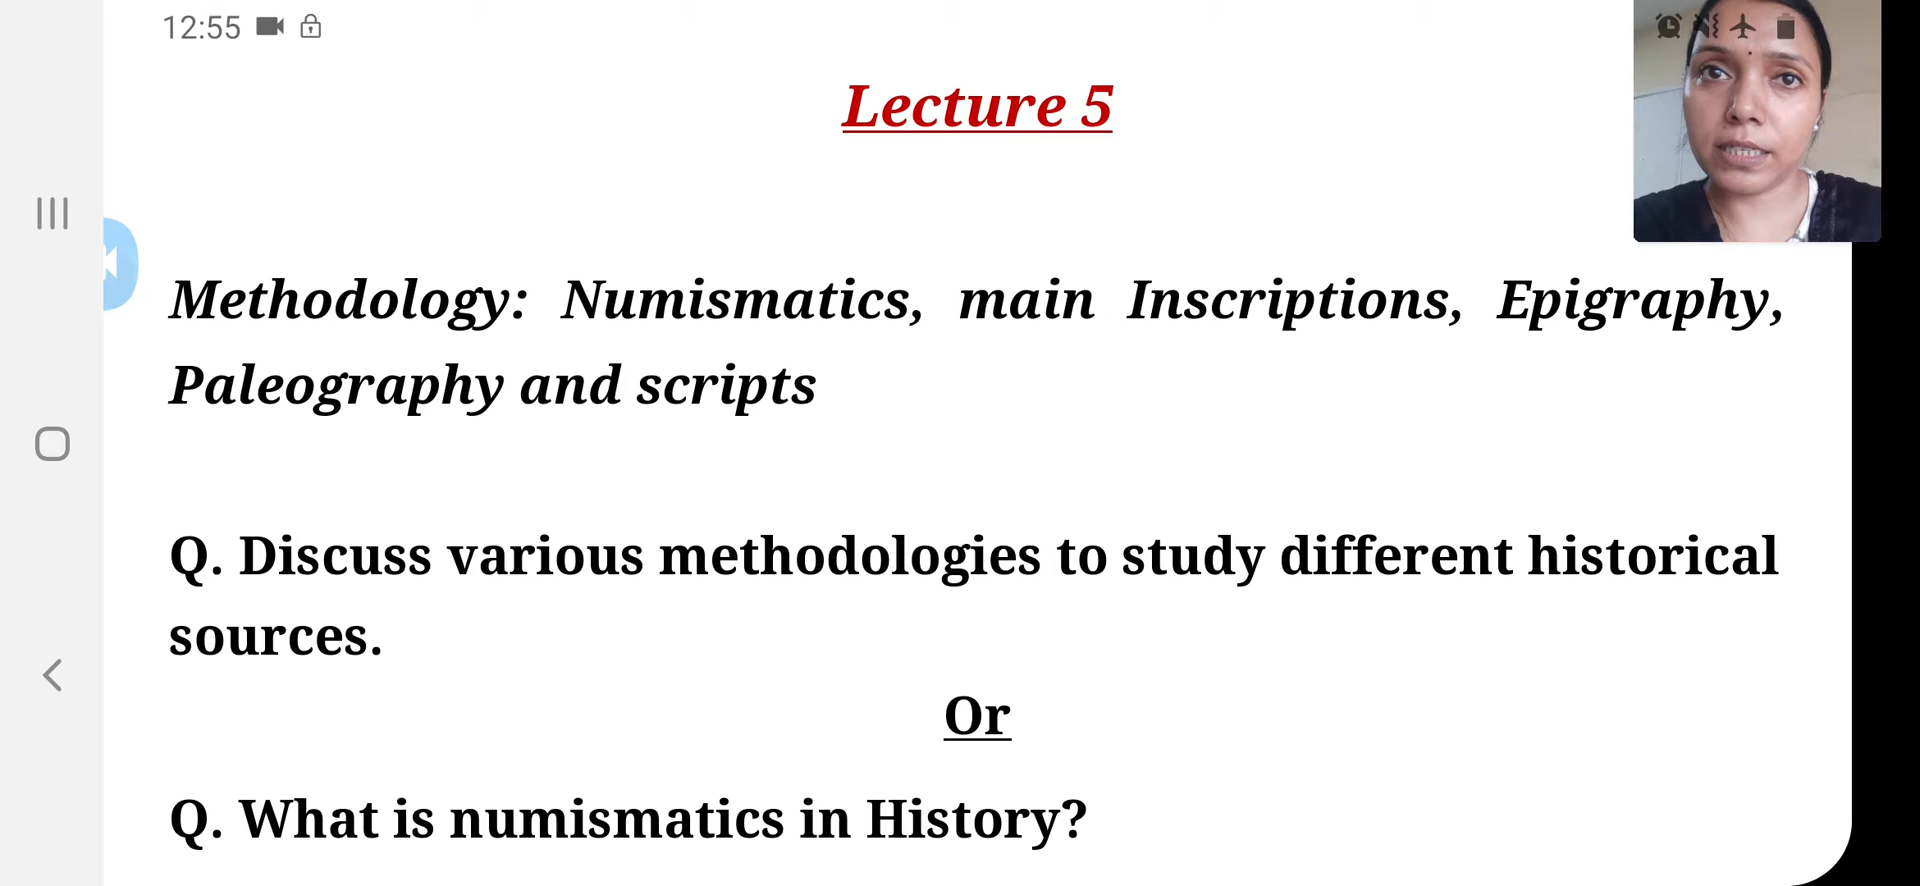 12:55
Lecture 5
Methodology: Numismatics, main Inscriptions, Epigraphy,
Paleography and scripts
Q. Discuss various methodologies to study different historical
sources.
Or
Q. What is numismatics in History?